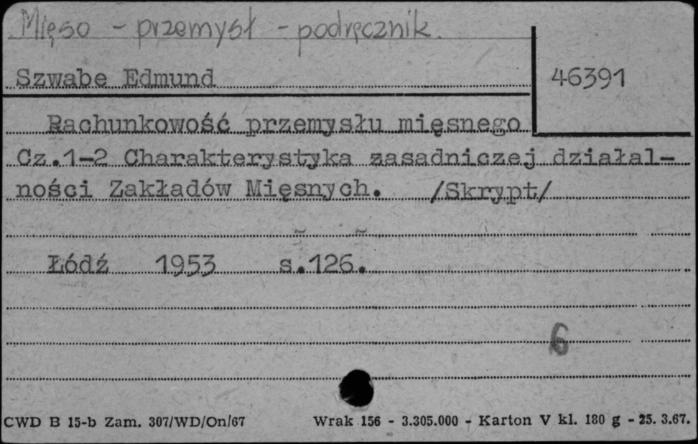 Mięso - przemysł - podręcznik.
Szwabe Edmund
46391
Rachunkowość przemysłu mięsnego
Cz.1-2 Charakterystyka zasadniczej działal-
ności Zakładów Mięsnych. /Skrypt/
Łódź 1953 s.126.
6
CWD B 15-b Zam. 307/WD/On/67 Wrak 156 - 3.305.000 - Karton V kl. 180 g - 25. 3.67.